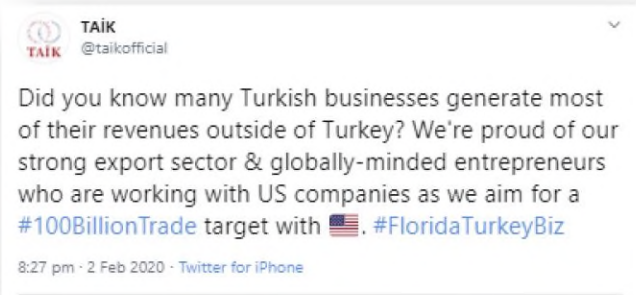 TAİK
@taikofficial
TAİK
Did you know many Turkish businesses generate most
of their revenues outside of Turkey? We're proud of our
strong export sector & globally-minded entrepreneurs
who are working with US companies as we aim for a
#100BillionTrade target with 🇺🇸. #FloridaTurkeyBiz
8:27 pm · 2 Feb 2020 · Twitter for iPhone